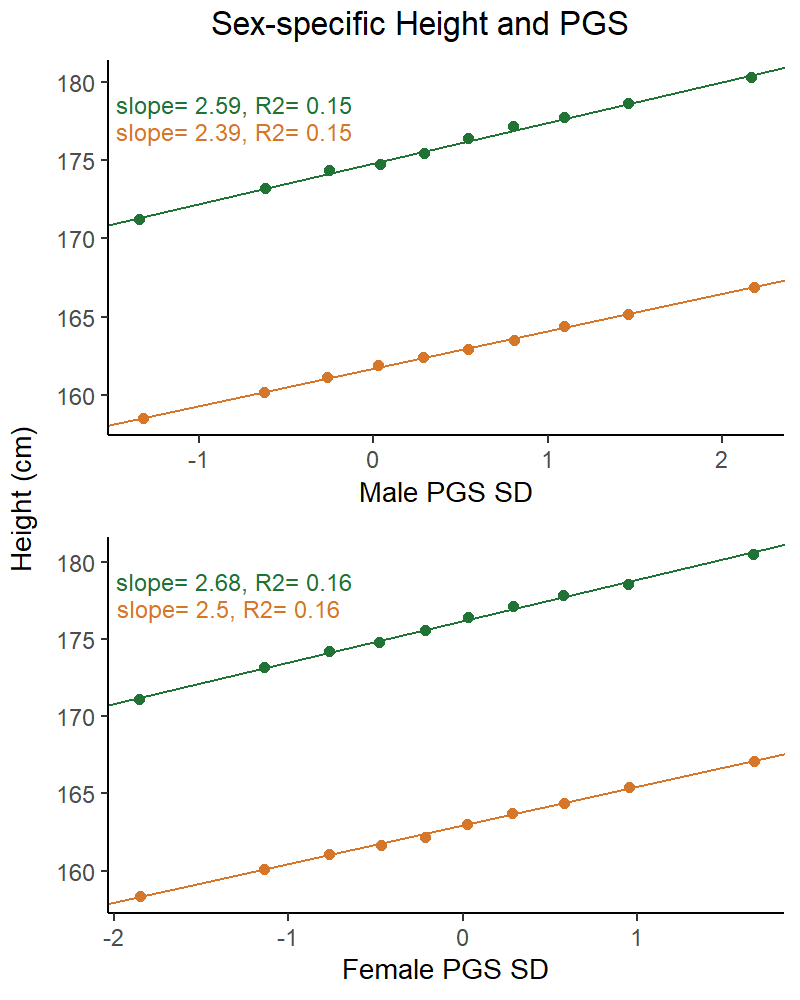 Sex-specific Height and PGS
Height (cm)
180
175
170
165
160
slope= 2.59, R2= 0.15
slope= 2.39, R2= 0.15
-1 0 1 2
Male PGS SD
180
175
170
165
160
slope= 2.68, R2= 0.16
slope= 2.5, R2= 0.16
-2 -1 0 1
Female PGS SD